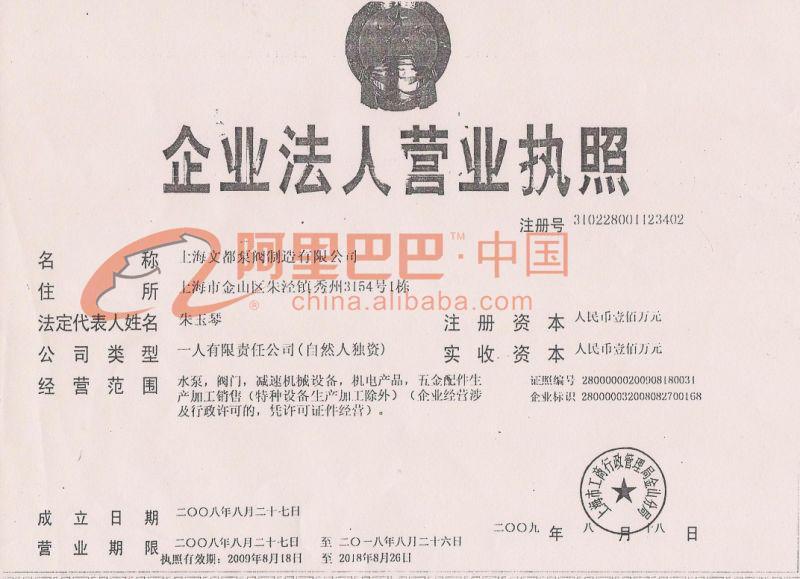 企业法人营业执照
注册号 310228001123402
阿里巴巴™·中国
china.alibaba.com
名 称 上海文都泵阀制造有限公司
住 所 上海市金山区朱泾镇秀州3154号1栋
法定代表人姓名 朱玉琴
注 册 资 本 人民币壹佰万元
公 司 类 型 一人有限责任公司(自然人独资)
实 收 资 本 人民币壹佰万元
经 营 范 围 水泵，阀门，减速机械设备，机电产品，五金配件生
产加工销售（特种设备生产加工除外）（企业经营涉
及行政许可的，凭许可证件经营）。
证照编号 28000000200908180031
企业标识 280000032008082700168
上海市工商行政管理局金山分局
成 立 日 期 二〇〇八年八月二十七日
二〇〇九 年 八 月 十八 日
营 业 期 限 二〇〇八年八月二十七日 至 二〇一八年八月二十六日
执照有效期：2009年8月18日 至 2018年8月26日